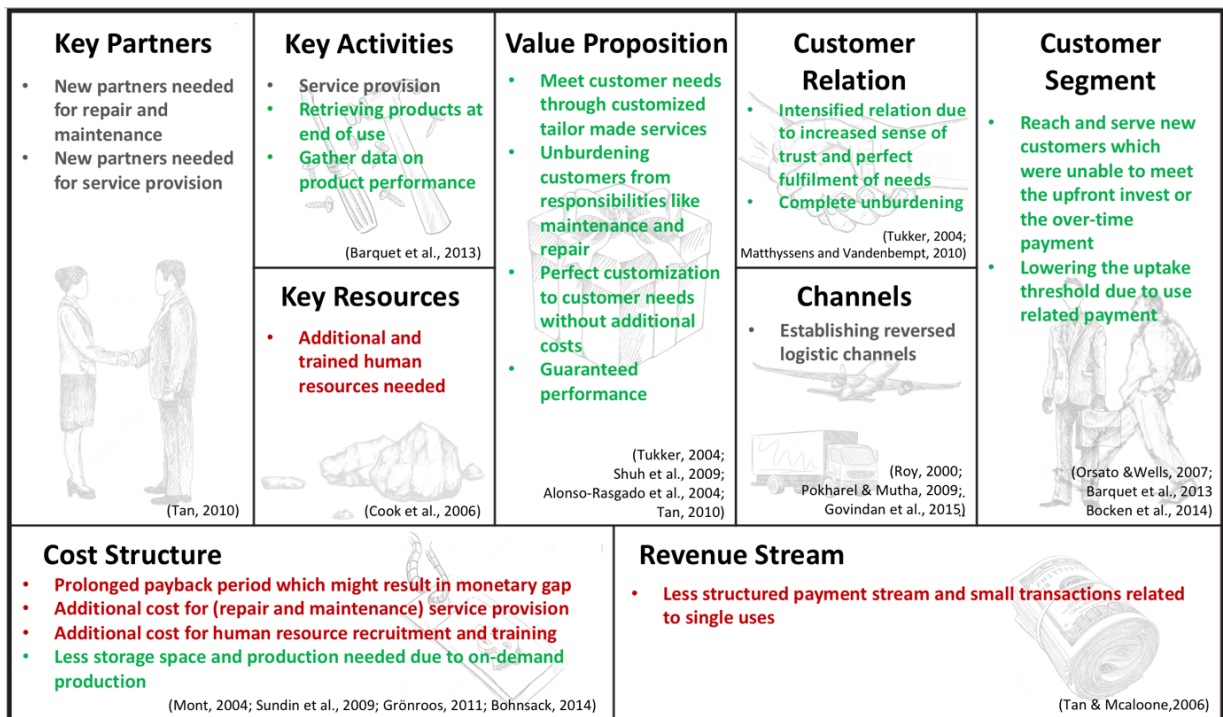 Key Partners
• New partners needed
for repair and
maintenance
• New partners needed
for service provision
(Tan, 2010)
Key Activities
• Service provision
• Retrieving products at
end of use
• Gather data on
product performance
(Barquet et al., 2013)
Key Resources
• Additional and
trained human
resources needed
(Cook et al., 2006)
Value Proposition
• Meet customer needs
through customized
tailor made services
• Unburdening
customers from
responsibilities like
maintenance and
repair
• Perfect customization
to customer needs
without additional
costs
• Guaranteed
performance
(Tukker, 2004;
Shuh et al., 2009;
Alonso-Rasgado et al., 2004;
Tan, 2010)
Customer
Relation
• Intensified relation due
to increased sense of
trust and perfect
fulfilment of needs
• Complete unburdening
(Tukker, 2004;
Matthyssens and Vandenbempt, 2010)
Channels
• Establishing reversed
logistic channels
(Roy, 2000;
Pokharel & Mutha, 2009;.
Govindan et al., 2015)
Customer
Segment
• Reach and serve new
customers which
were unable to meet
the upfront invest or
the over-time
payment
• Lowering the uptake
threshold due to use
related payment
(Orsato &Wells, 2007;
Barquet et al., 2013
Bocken et al., 2014)
Cost Structure
• Prolonged payback period which might result in monetary gap
• Additional cost for (repair and maintenance) service provision
• Additional cost for human resource recruitment and training
• Less storage space and production needed due to on-demand
production
(Mont, 2004; Sundin et al., 2009; Grönroos, 2011; Bohnsack, 2014)
Revenue Stream
• Less structured payment stream and small transactions related
to single uses
(Tan & Mcaloone,2006)